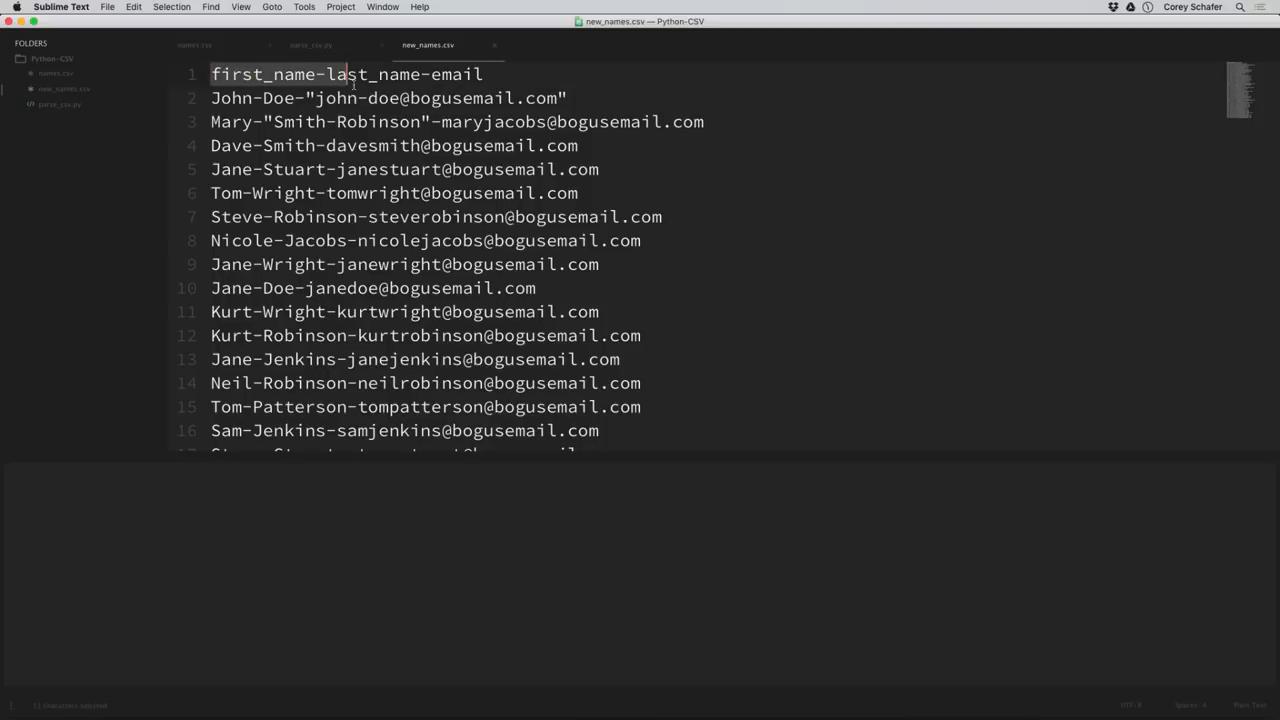 Sublime Text File Edit Selection Find View Goto Tools Project Window Help Corey Schafer
new_names.csv — Python-CSV
FOLDERS
Python-CSV
names.csv
new_names.csv
parse_csv.py
names.csv parse_csv.py new_names.csv
1 first_name-last_name-email
2 John-Doe-"john-doe@bogusemail.com"
3 Mary-"Smith-Robinson"-maryjacobs@bogusemail.com
4 Dave-Smith-davesmith@bogusemail.com
5 Jane-Stuart-janestuart@bogusemail.com
6 Tom-Wright-tomwright@bogusemail.com
7 Steve-Robinson-steverobinson@bogusemail.com
8 Nicole-Jacobs-nicolejacobs@bogusemail.com
9 Jane-Wright-janewright@bogusemail.com
10 Jane-Doe-janedoe@bogusemail.com
11 Kurt-Wright-kurtwright@bogusemail.com
12 Kurt-Robinson-kurtrobinson@bogusemail.com
13 Jane-Jenkins-janejenkins@bogusemail.com
14 Neil-Robinson-neilrobinson@bogusemail.com
15 Tom-Patterson-tompatterson@bogusemail.com
16 Sam-Jenkins-samjenkins@bogusemail.com
characters selected UTF-8 Spaces: 4 Plain Text